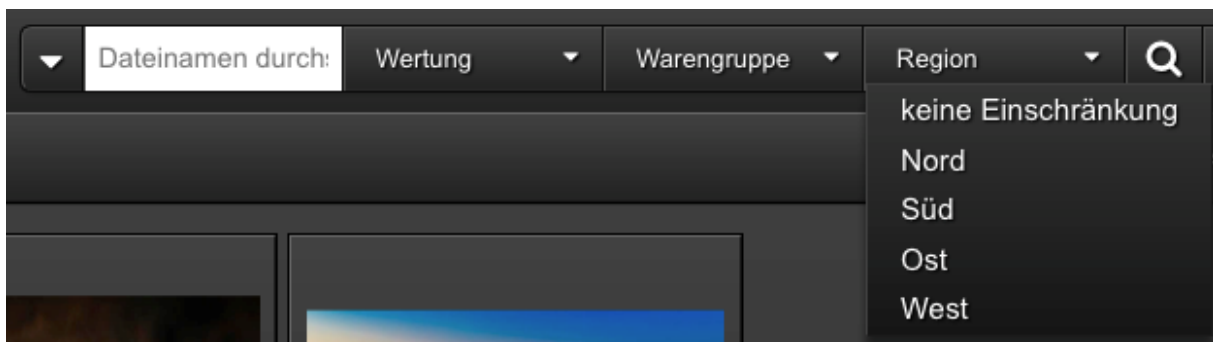 Dateinamen durch
Wertung
Warengruppe
Region
keine Einschränkung
Nord
Süd
Ost
West